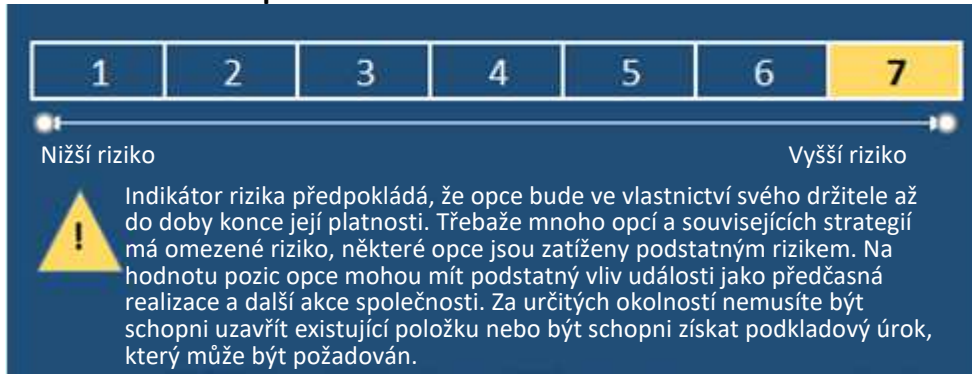 1 2 3 4 5 6 7
Nižší riziko Vyšší riziko
!
Indikátor rizika předpokládá, že opce bude ve vlastnictví svého držitele až
do doby konce její platnosti. Třebaže mnoho opcí a souvisejících strategií
má omezené riziko, některé opce jsou zatíženy podstatným rizikem. Na
hodnotu pozic opce mohou mít podstatný vliv události jako předčasná
realizace a další akce společnosti. Za určitých okolností nemusíte být
schopni uzavřít existující položku nebo být schopni získat podkladový úrok,
který může být požadován.